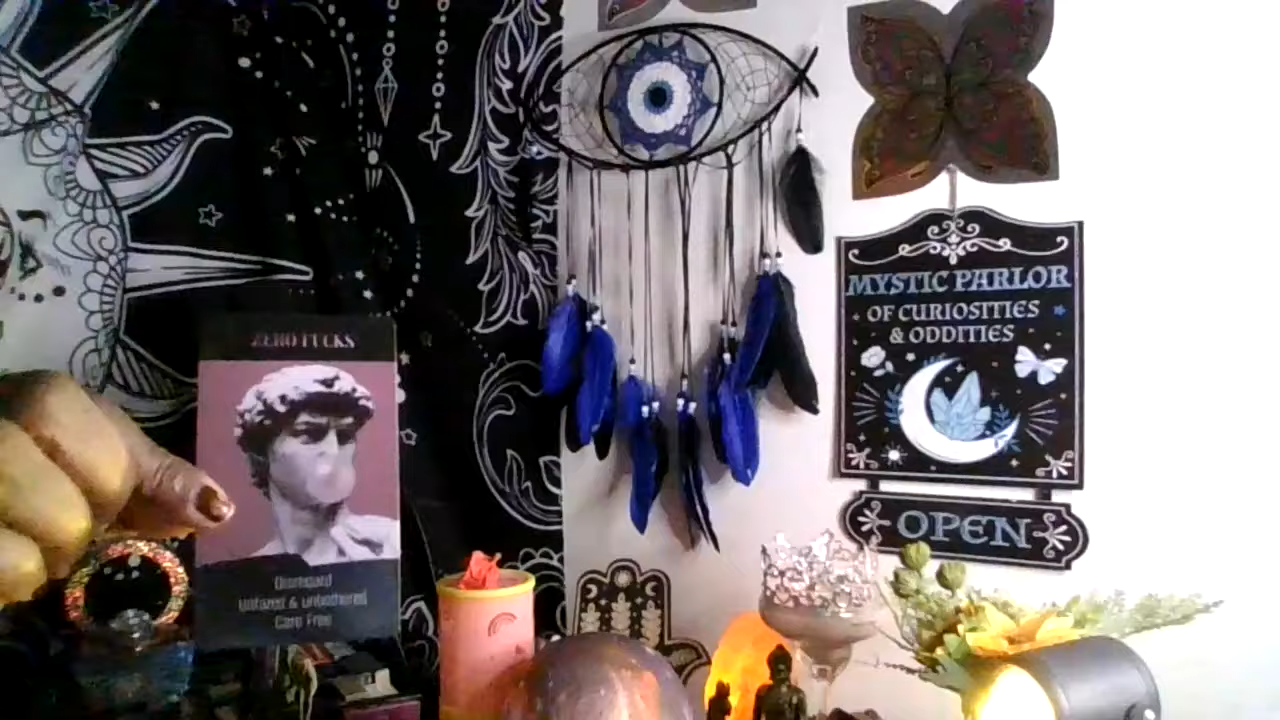 ZERO FUCKS
Disregard
Unfazed & unbothered
Care Free
MYSTIC PARLOR
OF CURIOSITIES
& ODDITIES
OPEN